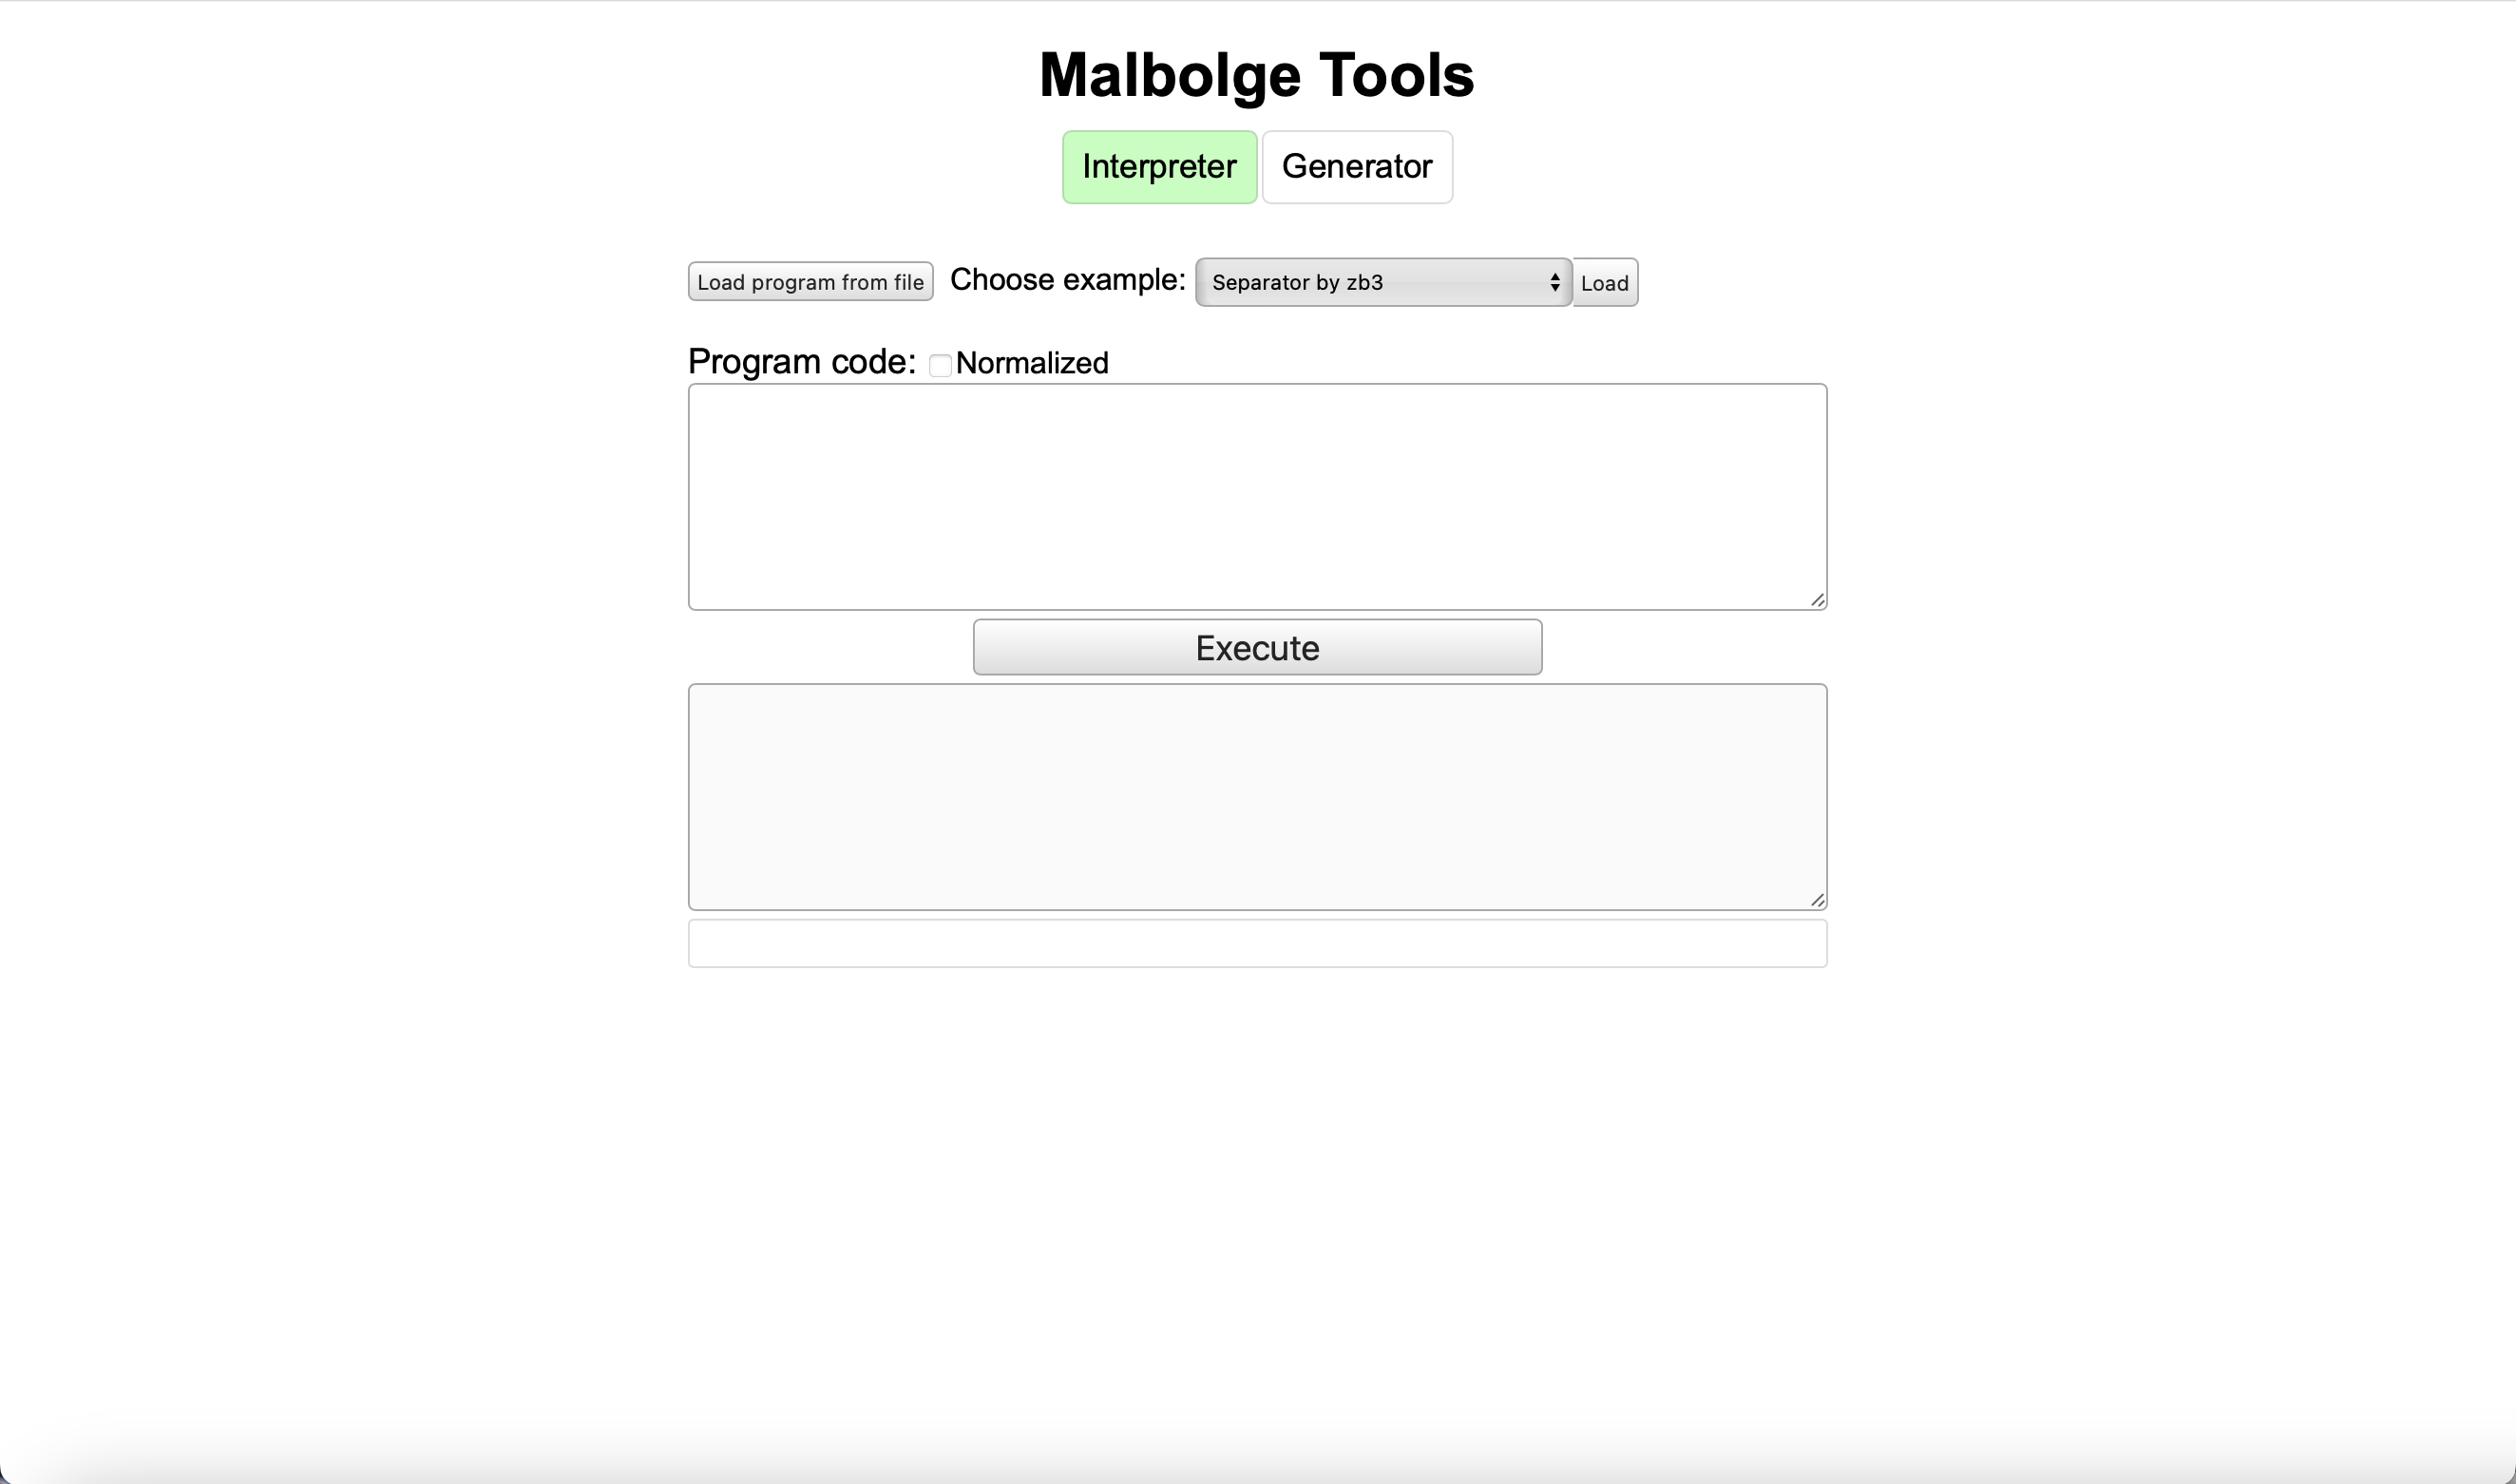 Malbolge Tools
Interpreter Generator
Load program from file Choose example: Separator by zb3 Load
Program code: Normalized
Execute